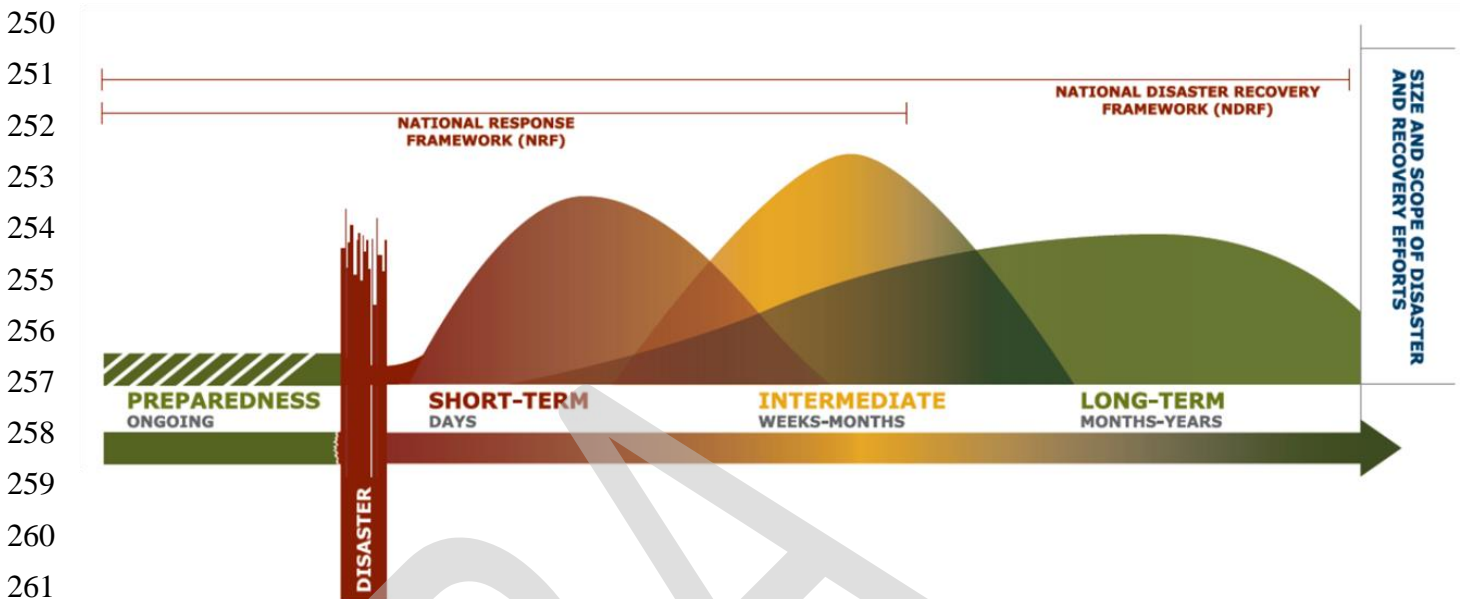 250
251
252
253
254
255
256
257
258
259
260
261
NATIONAL DISASTER RECOVERY
FRAMEWORK (NDRF)
NATIONAL RESPONSE
FRAMEWORK (NRF)
SIZE AND SCOPE OF DISASTER
AND RECOVERY EFFORTS
PREPAREDNESS
ONGOING
SHORT-TERM
DAYS
INTERMEDIATE
WEEKS-MONTHS
LONG-TERM
MONTHS-YEARS
DISASTER